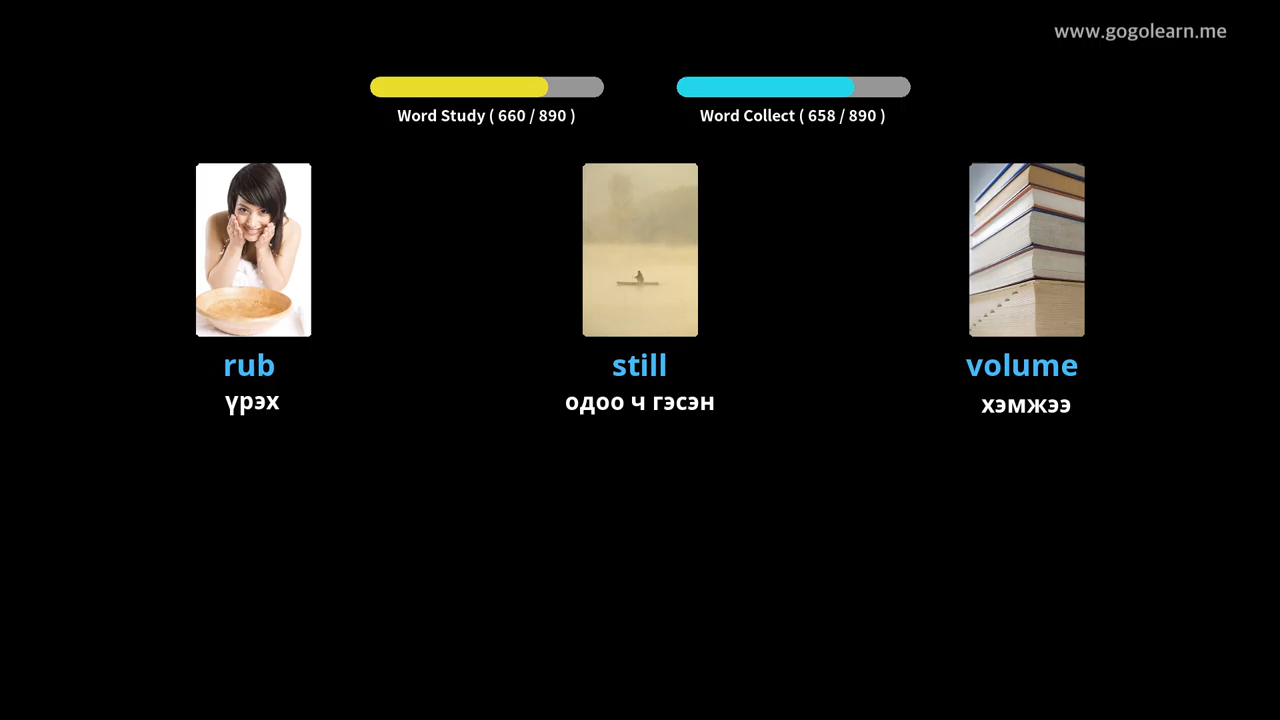 www.gogolearn.me
Word Study ( 660 / 890 )
Word Collect ( 658 / 890 )
rub
үрэх
still
одоо ч гэсэн
volume
хэмжээ